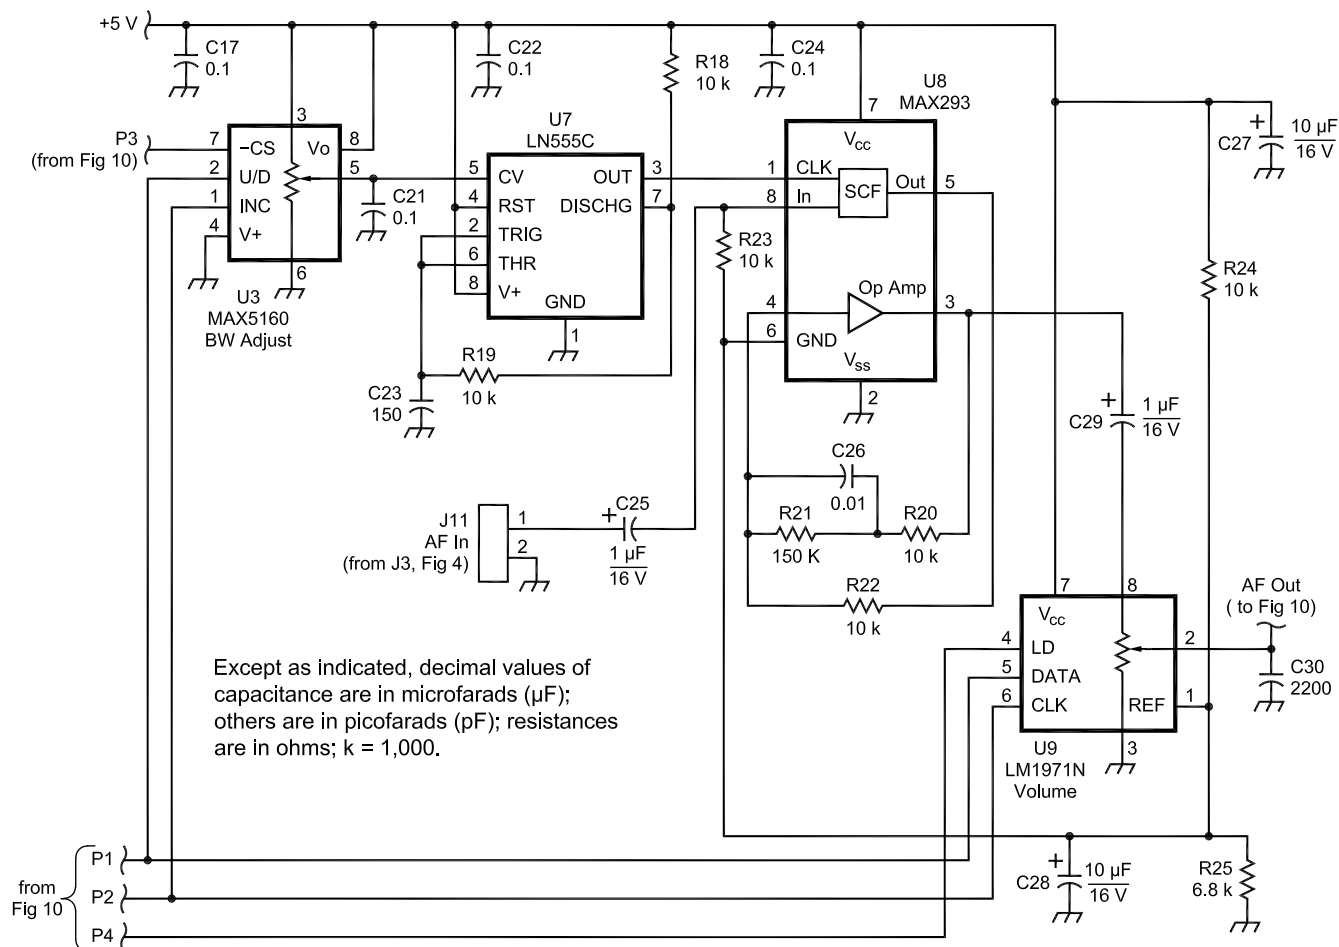 +5 V
C17
0.1
C22
0.1
R18
10 k
C24
0.1
U8
MAX293
3
7
P3
(from Fig 10)
7
−CS
Vo
8
2
U/D
5
1
INC
4
V+
6
U3
MAX5160
BW Adjust
C21
0.1
U7
LN555C
5
CV
OUT
3
4
RST
DISCHG
7
2
TRIG
6
THR
8
V+
GND
1
R19
10 k
C23
150
VCC
1
CLK
SCF
Out
5
8
In
R23
10 k
Op Amp
4
3
6
GND
VSS
2
C27
+
10 µF
16 V
R24
10 k
C29
+
1 µF
16 V
C26
0.01
R21
150 K
R20
10 k
R22
10 k
J11
AF In
(from J3, Fig 4)
1
2
+
C25
1 µF
16 V
7
8
AF Out
( to Fig 10)
VCC
4
LD
2
5
DATA
6
CLK
REF
1
3
C30
2200
U9
LM1971N
Volume
Except as indicated, decimal values of
capacitance are in microfarads (µF);
others are in picofarads (pF); resistances
are in ohms; k = 1,000.
C28
+
10 µF
16 V
R25
6.8 k
from
Fig 10
P1
P2
P4